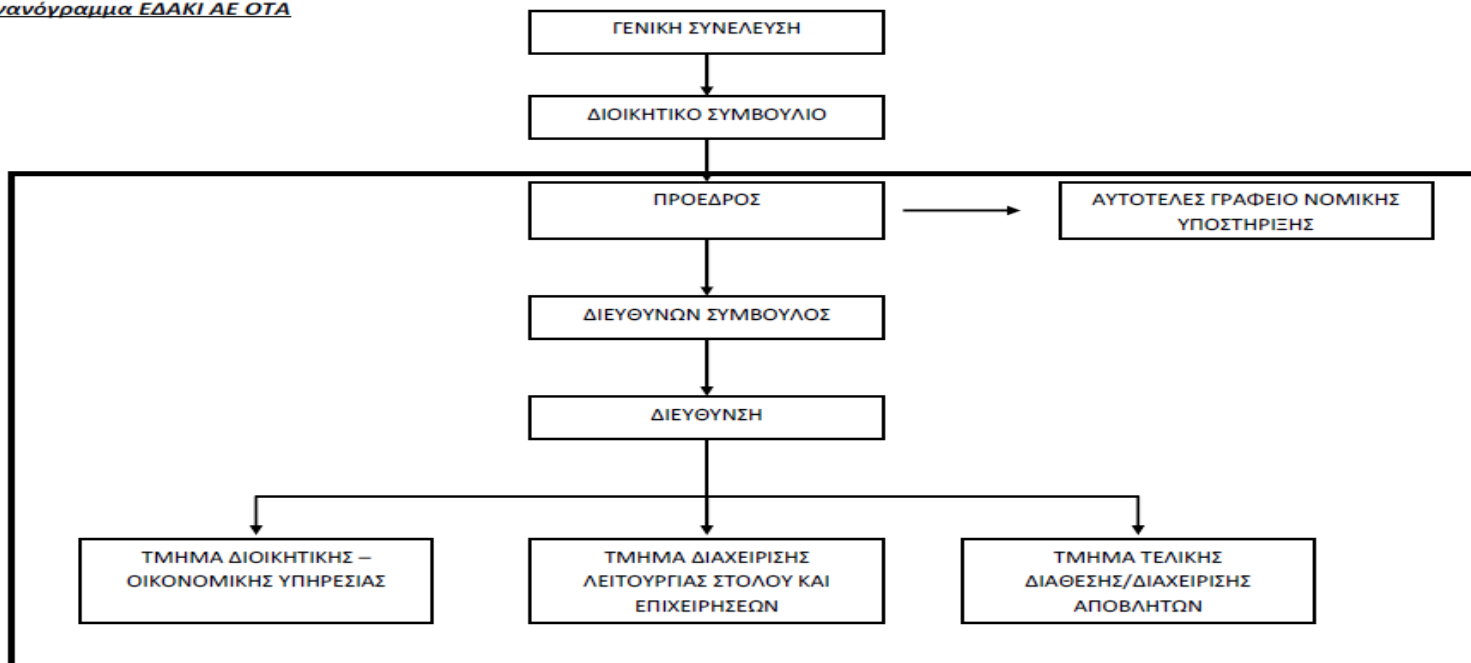 ΕΔΑΚΙ ΑΕ ΟΤΑ
ΓΕΝΙΚΗ ΣΥΝΕΛΕΥΣΗ
ΔΙΟΙΚΗΤΙΚΟ ΣΥΜΒΟΥΛΙΟ
ΠΡΟΕΔΡΟΣ
ΑΥΤΟΤΕΛΕΣ ΓΡΑΦΕΙΟ ΝΟΜΙΚΗΣ
ΥΠΟΣΤΗΡΙΞΗΣ
ΔΙΕΥΘΥΝΩΝ ΣΥΜΒΟΥΛΟΣ
ΔΙΕΥΘΥΝΣΗ
ΤΜΗΜΑ ΔΙΟΙΚΗΤΙΚΗΣ –
ΟΙΚΟΝΟΜΙΚΗΣ ΥΠΗΡΕΣΙΑΣ
ΤΜΗΜΑ ΔΙΑΧΕΙΡΙΣΗΣ
ΛΕΙΤΟΥΡΓΙΑΣ ΣΤΟΛΟΥ ΚΑΙ
ΕΠΙΧΕΙΡΗΣΕΩΝ
ΤΜΗΜΑ ΤΕΛΙΚΗΣ
ΔΙΑΘΕΣΗΣ/ΔΙΑΧΕΙΡΙΣΗΣ
ΑΠΟΒΛΗΤΩΝ